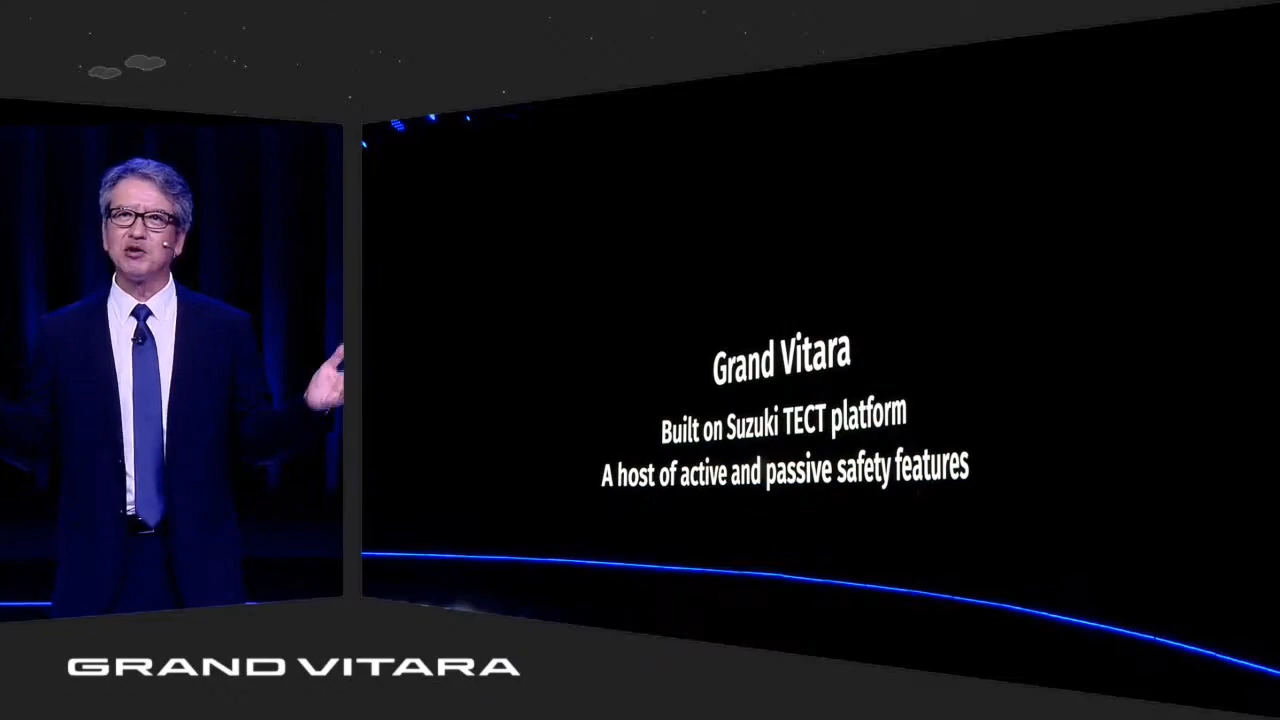 Grand Vitara
Built on Suzuki TECT platform
A host of active and passive safety features
GRAND VITARA